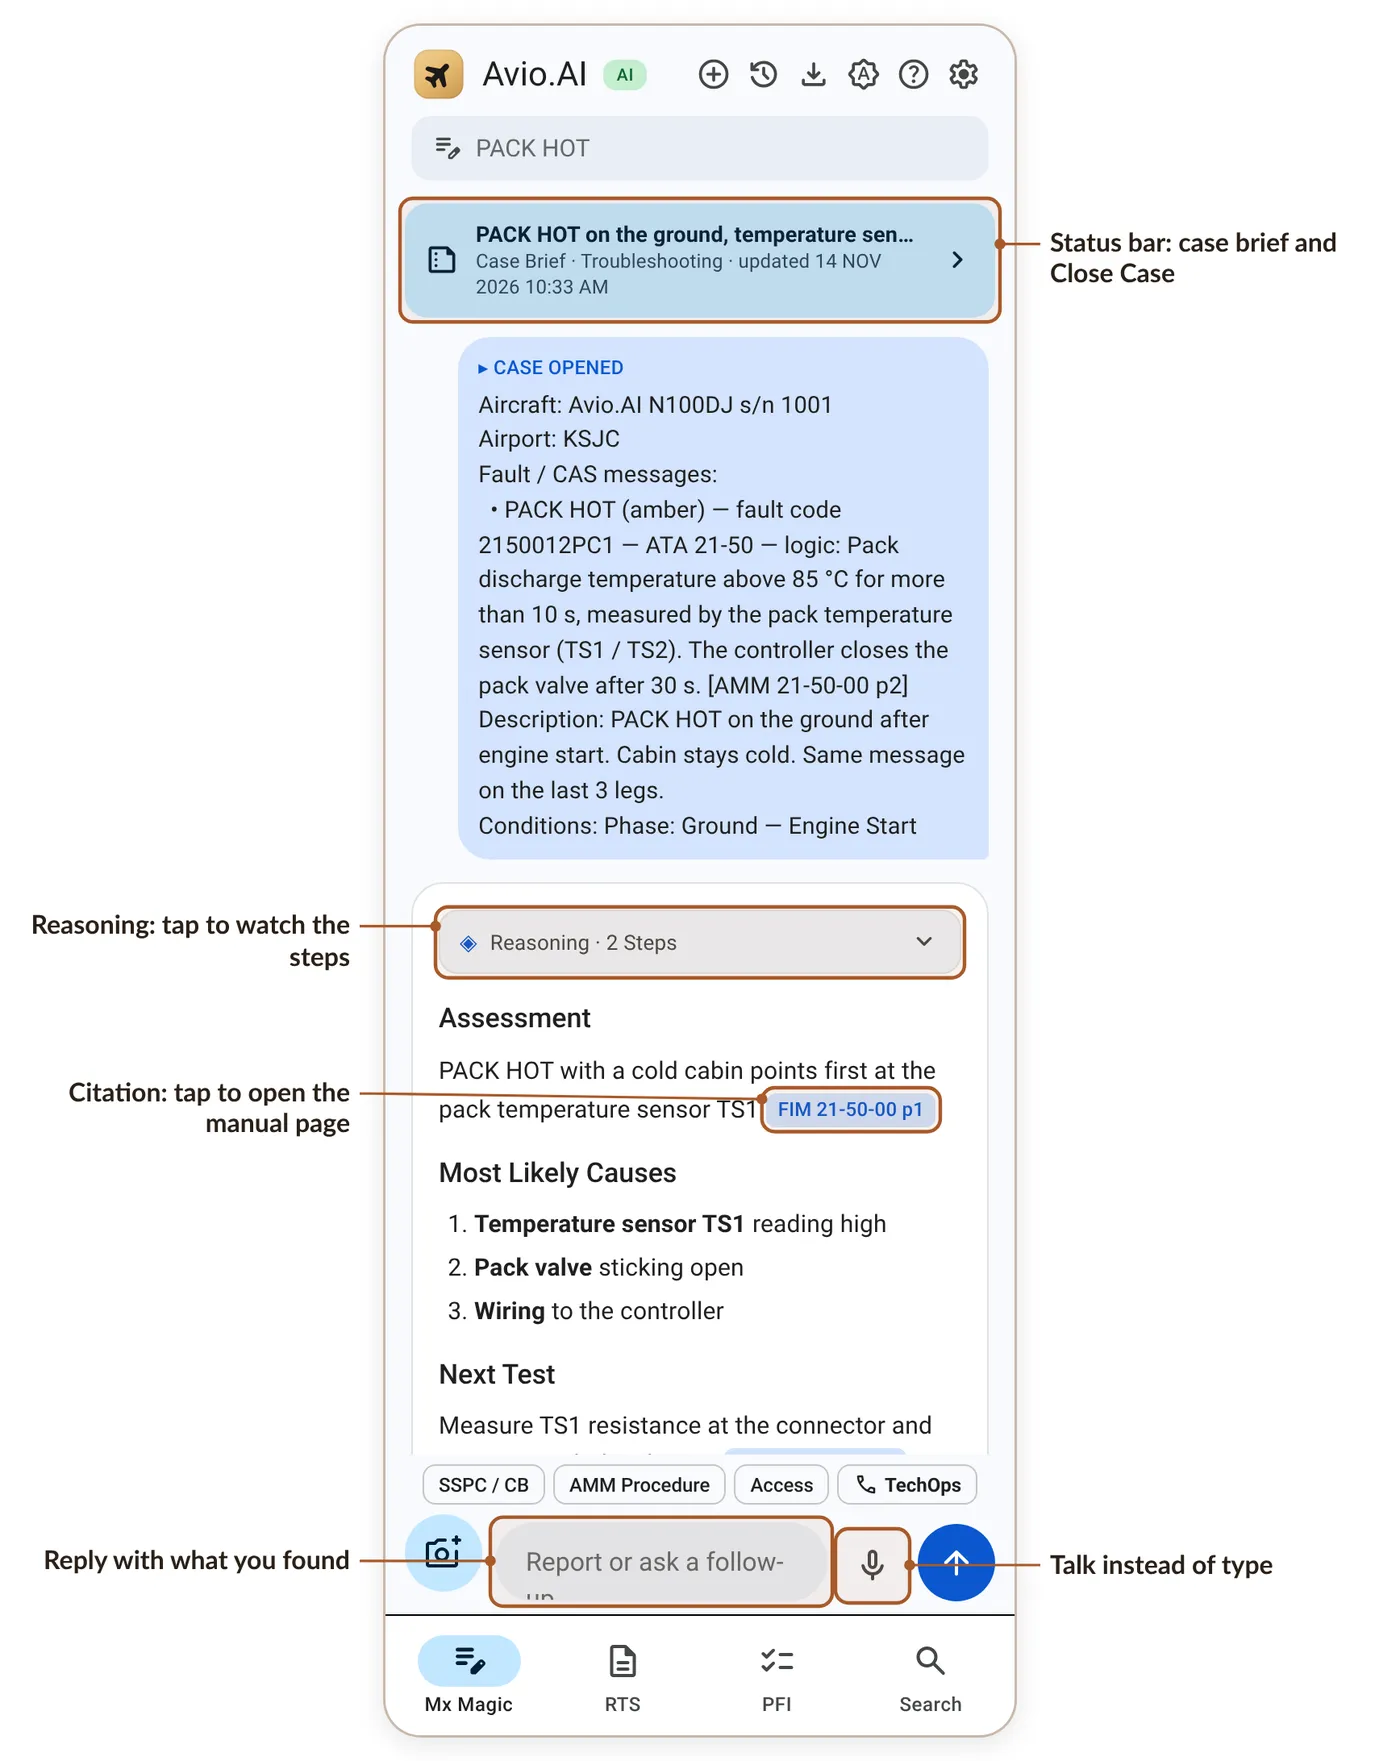 Avio.AI AI
PACK HOT
PACK HOT on the ground, temperature sen...
Case Brief · Troubleshooting · updated 14 NOV
2026 10:33 AM
Status bar: case brief and
Close Case
▸ CASE OPENED
Aircraft: Avio.AI N100DJ s/n 1001
Airport: KSJC
Fault / CAS messages:
• PACK HOT (amber) — fault code
2150012PC1 — ATA 21-50 — logic: Pack
discharge temperature above 85 °C for more
than 10 s, measured by the pack temperature
sensor (TS1 / TS2). The controller closes the
pack valve after 30 s. [AMM 21-50-00 p2]
Description: PACK HOT on the ground after
engine start. Cabin stays cold. Same message
on the last 3 legs.
Conditions: Phase: Ground — Engine Start
Reasoning: tap to watch the
steps
Reasoning · 2 Steps
Assessment
PACK HOT with a cold cabin points first at the
pack temperature sensor TS1 FIM 21-50-00 p1
Citation: tap to open the
manual page
Most Likely Causes
1. Temperature sensor TS1 reading high
2. Pack valve sticking open
3. Wiring to the controller
Next Test
Measure TS1 resistance at the connector and
SSPC / CB AMM Procedure Access TechOps
Reply with what you found
Report or ask a follow-
up
Talk instead of type
Mx Magic RTS PFI Search